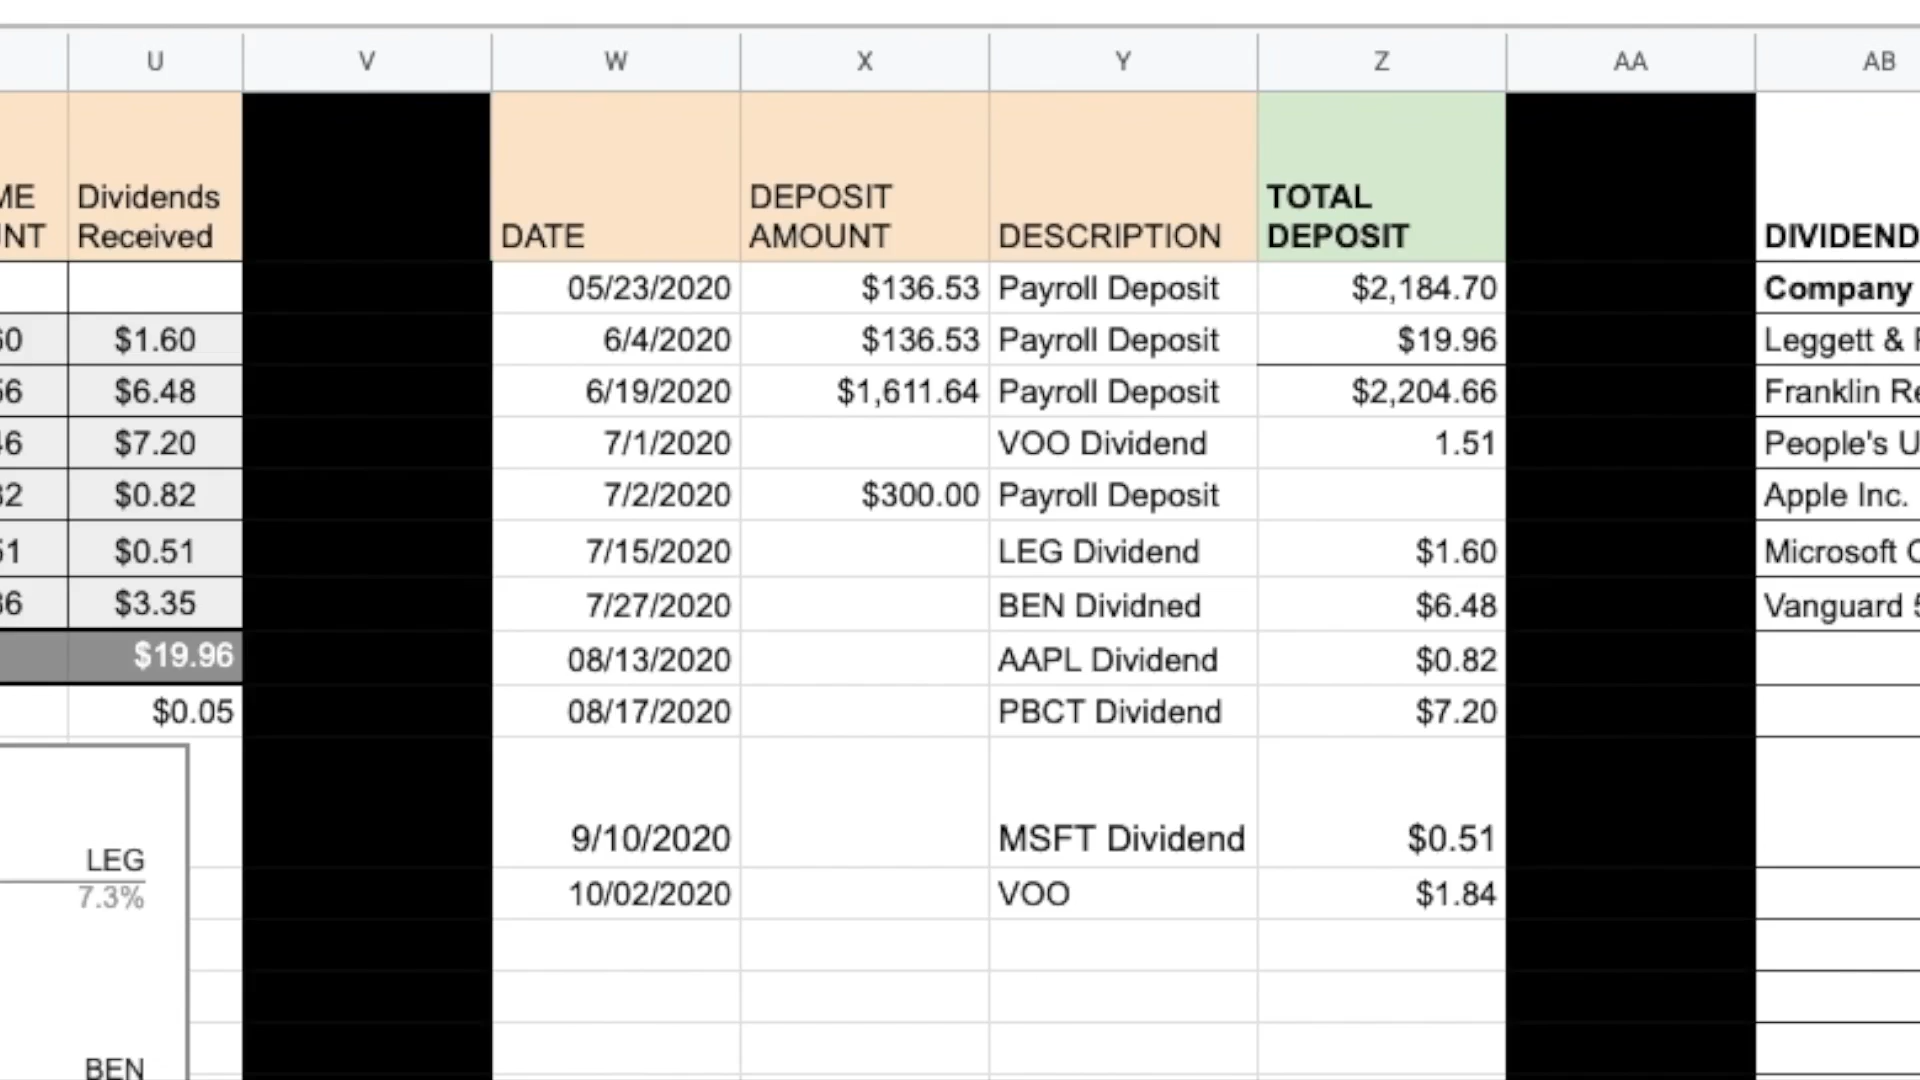 U V W X Y Z AA AB
ME
UNT
Dividends
Received
DATE
DEPOSIT
AMOUNT
DESCRIPTION
TOTAL
DEPOSIT
DIVIDEND
05/23/2020 $136.53 Payroll Deposit $2,184.70 Company
60 $1.60 6/4/2020 $136.53 Payroll Deposit $19.96 Leggett &
56 $6.48 6/19/2020 $1,611.64 Payroll Deposit $2,204.66 Franklin Re
46 $7.20 7/1/2020 VOO Dividend 1.51 People's U
82 $0.82 7/2/2020 $300.00 Payroll Deposit Apple Inc.
51 $0.51 7/15/2020 LEG Dividend $1.60 Microsoft C
36 $3.35 7/27/2020 BEN Dividned $6.48 Vanguard 5
$19.96 08/13/2020 AAPL Dividend $0.82
$0.05 08/17/2020 PBCT Dividend $7.20
9/10/2020 MSFT Dividend $0.51
LEG
7.3%
10/02/2020 VOO $1.84
BEN